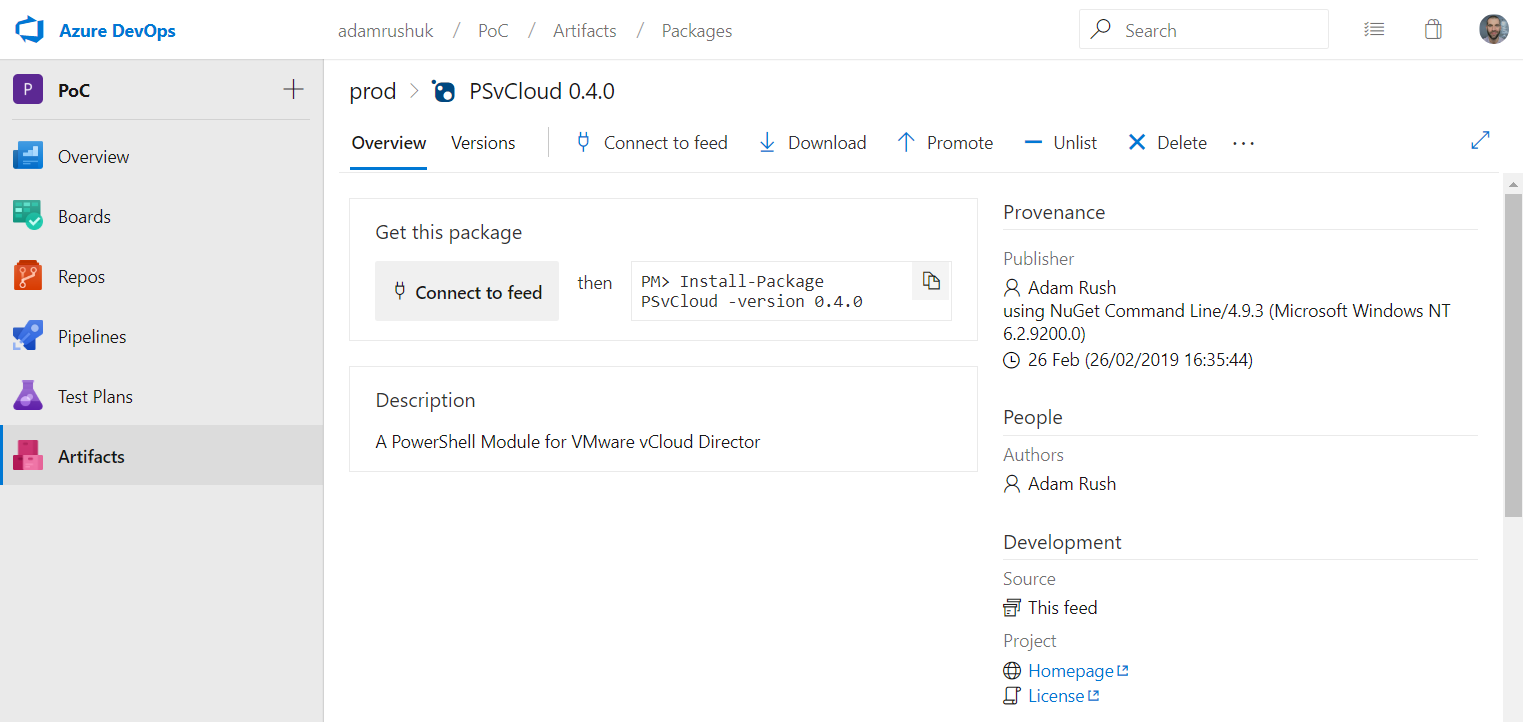 Azure DevOps
adamrushuk / PoC / Artifacts / Packages
Search
P
PoC
Overview
Boards
Repos
Pipelines
Test Plans
Artifacts
prod > PSvCloud 0.4.0
Overview Versions Connect to feed Download Promote Unlist Delete ...
Get this package
Connect to feed
then
PM> Install-Package
PSvCloud -version 0.4.0
Description
A PowerShell Module for VMware vCloud Director
Provenance
Publisher
Adam Rush
using NuGet Command Line/4.9.3 (Microsoft Windows NT
6.2.9200.0)
26 Feb (26/02/2019 16:35:44)
People
Authors
Adam Rush
Development
Source
This feed
Project
Homepage
License